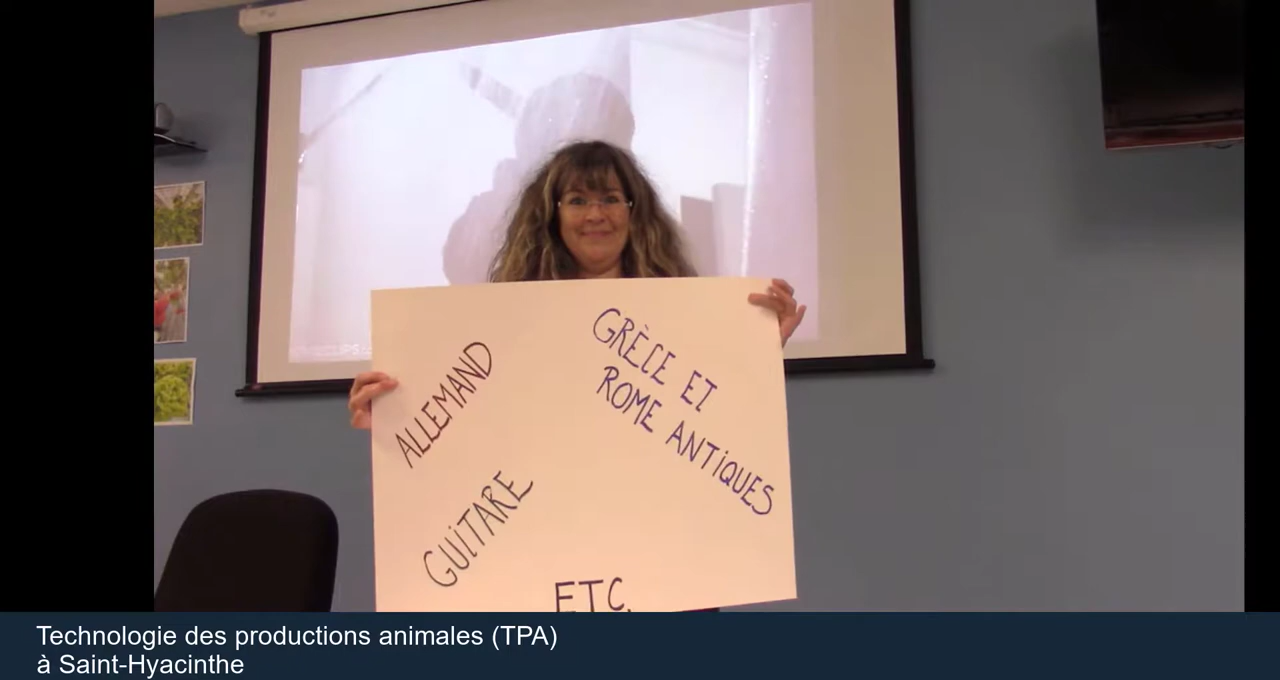 ALLEMAND
GRÈCE ET
ROME ANTIQUES
GUITARE
ETC.
Technologie des productions animales (TPA)
à Saint-Hyacinthe